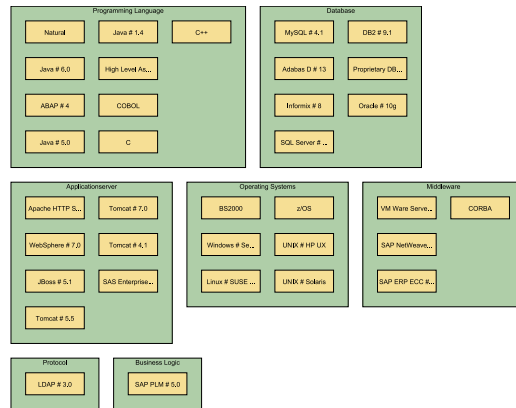 Programming Language
Natural
Java # 1.4
C++
Java # 6.0
High Level As...
ABAP # 4
COBOL
Java # 5.0
C
Database
MySQL # 4.1
DB2 # 9.1
Adabas D # 13
Proprietary DB...
Informix # 8
Oracle # 10g
SQL Server # ...
Applicationserver
Apache HTTP S...
Tomcat # 7.0
WebSphere # 7.0
Tomcat # 4.1
JBoss # 5.1
SAS Enterprise...
Tomcat # 5.5
Operating Systems
BS2000
z/OS
Windows # Se...
UNIX # HP UX
Linux # SUSE ...
UNIX # Solaris
Middleware
VM Ware Serve...
CORBA
SAP NetWeave...
SAP ERP ECC #...
Protocol
LDAP # 3.0
Business Logic
SAP PLM # 5.0